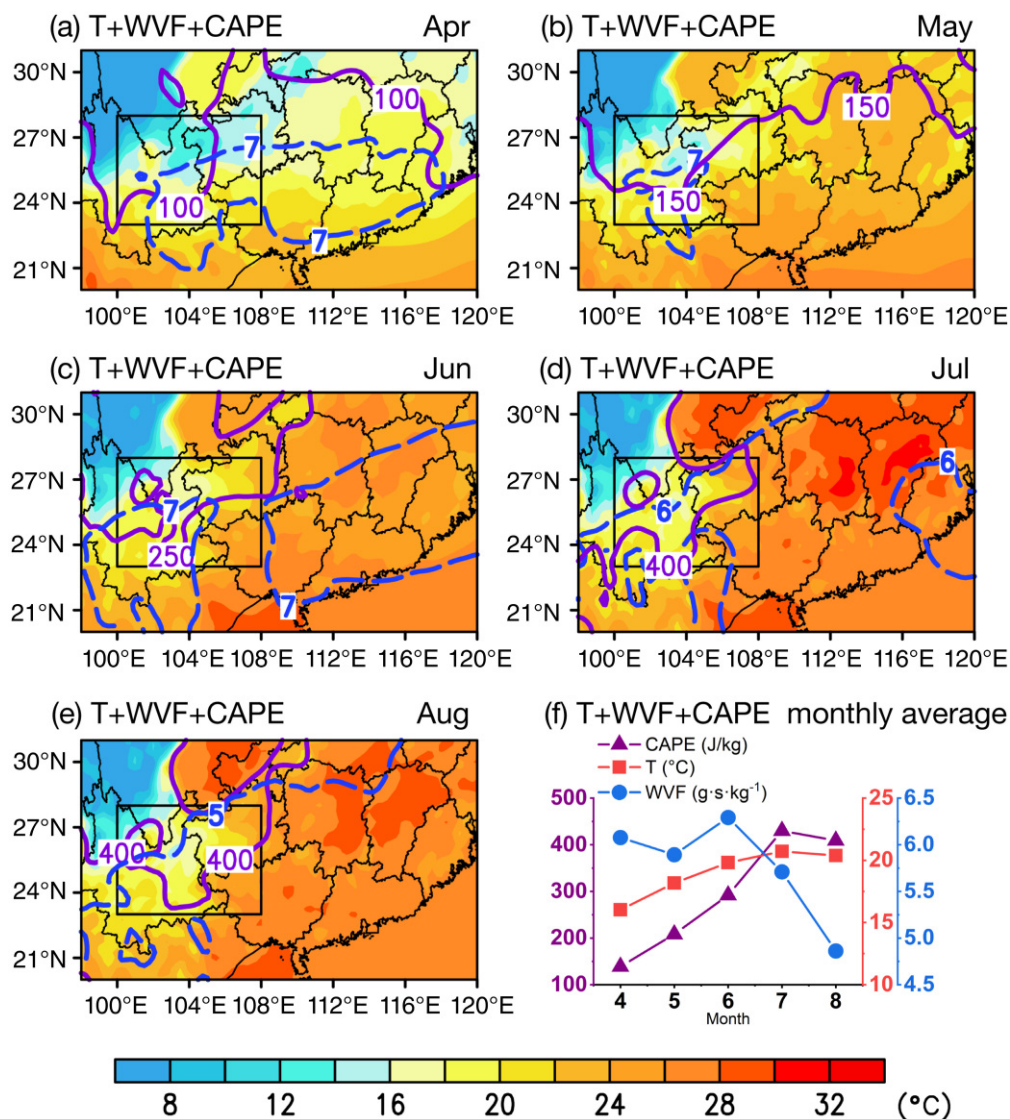 (a) T+WVF+CAPE Apr
30°N
27°N
24°N
21°N
100
7
100
7
100°E 104°E 108°E 112°E 116°E 120°E
(b) T+WVF+CAPE May
30°N
27°N
24°N
21°N
150
7
150
100°E 104°E 108°E 112°E 116°E 120°E
(c) T+WVF+CAPE Jun
30°N
27°N
24°N
21°N
7
250
7
100°E 104°E 108°E 112°E 116°E 120°E
(d) T+WVF+CAPE Jul
30°N
27°N
24°N
21°N
6
6
400
100°E 104°E 108°E 112°E 116°E 120°E
(e) T+WVF+CAPE Aug
30°N
27°N
24°N
21°N
5
400 400
100°E 104°E 108°E 112°E 116°E 120°E
(f) T+WVF+CAPE monthly average
CAPE (J/kg)
T (°C)
WVF (g·s·kg⁻¹)
500 25 6.5
400 20 6.0
300 15 5.5
200 10 5.0
100 4.5
4 5 6 7 8
Month
8 12 16 20 24 28 32 (°C)